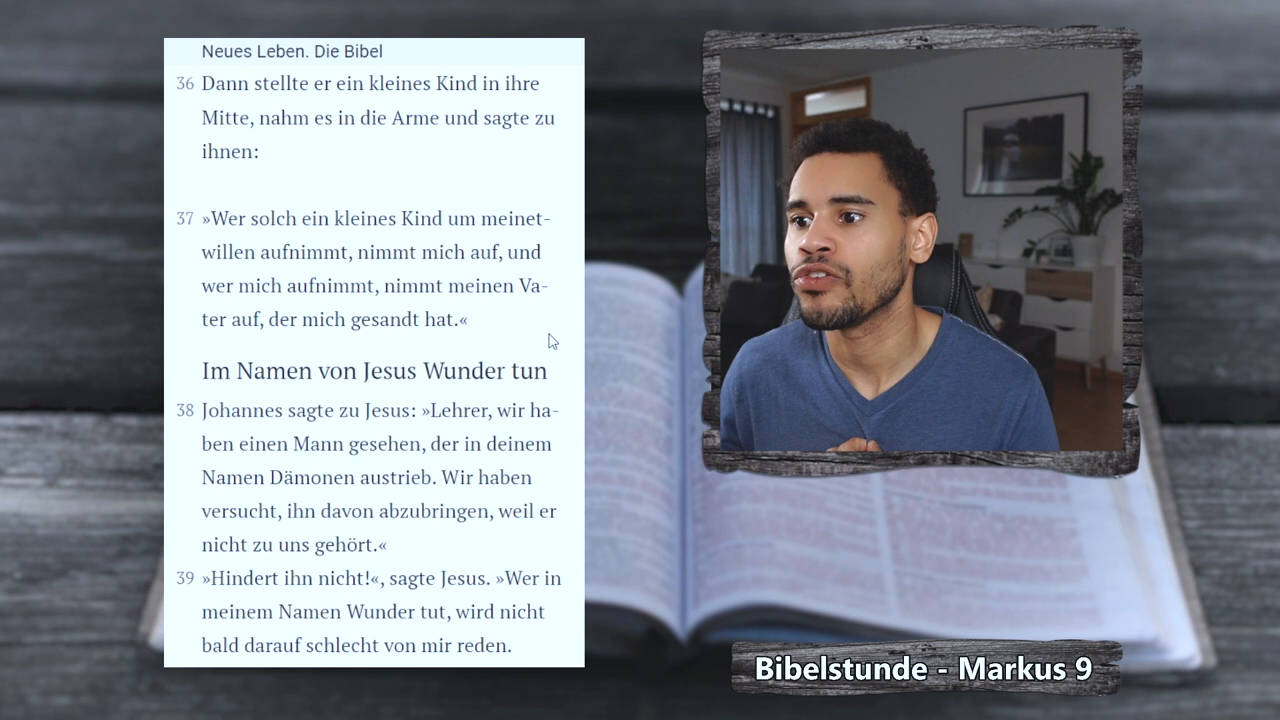 Neues Leben. Die Bibel
36 Dann stellte er ein kleines Kind in ihre
Mitte, nahm es in die Arme und sagte zu
ihnen:
37 »Wer solch ein kleines Kind um meinet-
willen aufnimmt, nimmt mich auf, und
wer mich aufnimmt, nimmt meinen Va-
ter auf, der mich gesandt hat.«
Im Namen von Jesus Wunder tun
38 Johannes sagte zu Jesus: »Lehrer, wir ha-
ben einen Mann gesehen, der in deinem
Namen Dämonen austrieb. Wir haben
versucht, ihn davon abzubringen, weil er
nicht zu uns gehört.«
39 »Hindert ihn nicht!«, sagte Jesus. »Wer in
meinem Namen Wunder tut, wird nicht
bald darauf schlecht von mir reden.
Bibelstunde - Markus 9